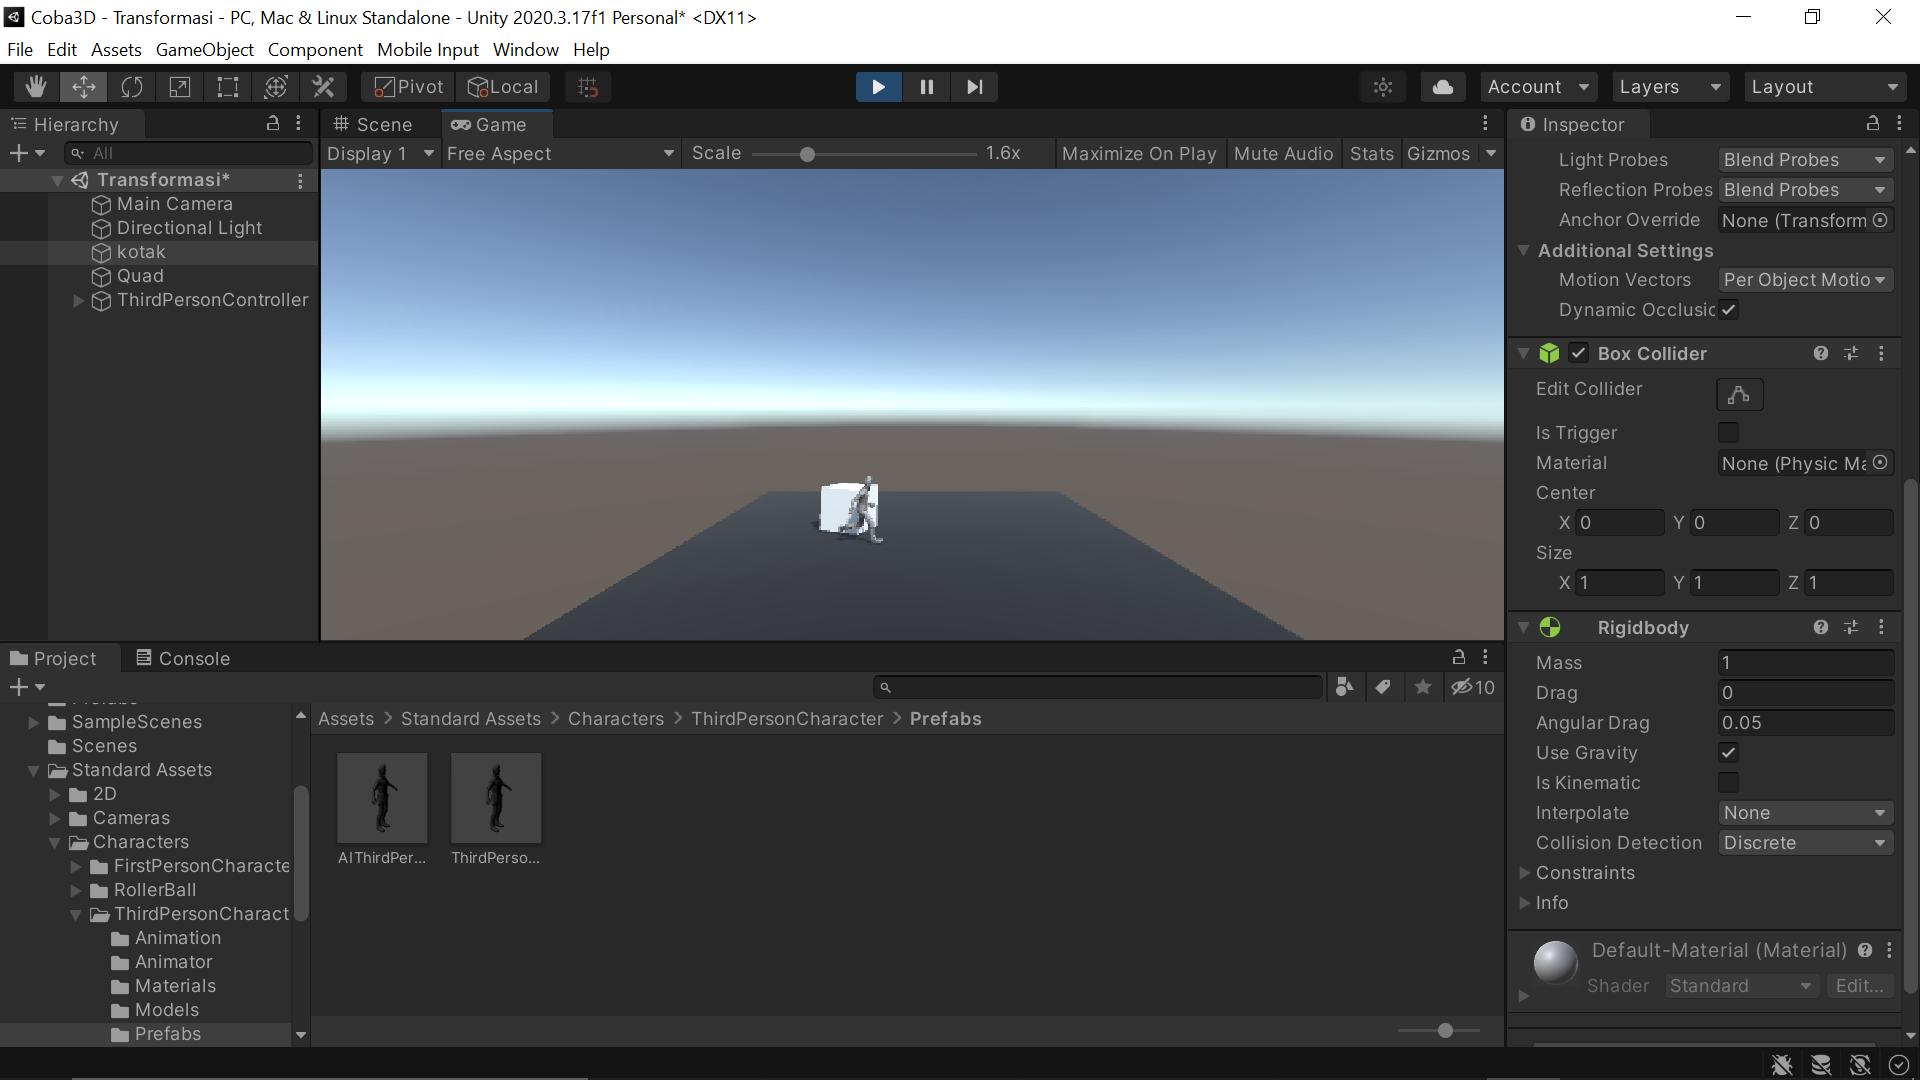 Coba3D - Transformasi - PC, Mac & Linux Standalone - Unity 2020.3.17f1 Personal* <DX11>
File Edit Assets GameObject Component Mobile Input Window Help
Pivot Local Account Layers Layout
Hierarchy
All
Transformasi*
Main Camera
Directional Light
kotak
Quad
ThirdPersonController
Scene Game
Display 1 Free Aspect Scale 1.6x Maximize On Play Mute Audio Stats Gizmos
Inspector
Light Probes Blend Probes
Reflection Probes Blend Probes
Anchor Override None (Transform
Additional Settings
Motion Vectors Per Object Motio
Dynamic Occlusic
Box Collider
Edit Collider
Is Trigger
Material None (Physic Ma
Center
X 0 Y 0 Z 0
Size
X 1 Y 1 Z 1
Rigidbody
Mass 1
Drag 0
Angular Drag 0.05
Use Gravity
Is Kinematic
Interpolate None
Collision Detection Discrete
Constraints
Info
Default-Material (Material)
Shader Standard Edit...
Project Console
10
SampleScenes
Scenes
Standard Assets
2D
Cameras
Characters
FirstPersonCharacte
RollerBall
ThirdPersonCharact
Animation
Animator
Materials
Models
Prefabs
Assets > Standard Assets > Characters > ThirdPersonCharacter > Prefabs
AIThirdPer... ThirdPerso...